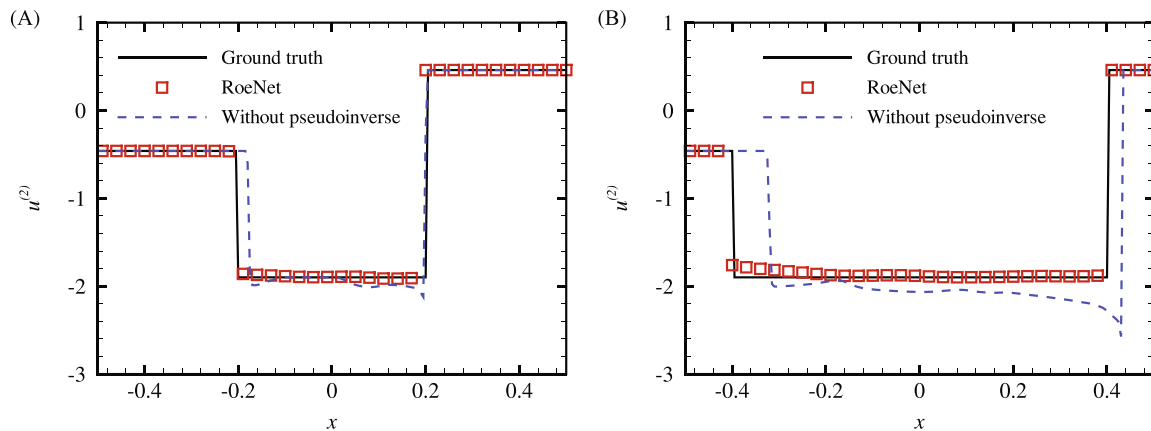 (A)
Ground truth
RoeNet
Without pseudoinverse
1
0
-1
-2
-3
u^(2)
-0.4
-0.2
0
0.2
0.4
x
(B)
Ground truth
RoeNet
Without pseudoinverse
1
0
-1
-2
-3
u^(2)
-0.4
-0.2
0
0.2
0.4
x